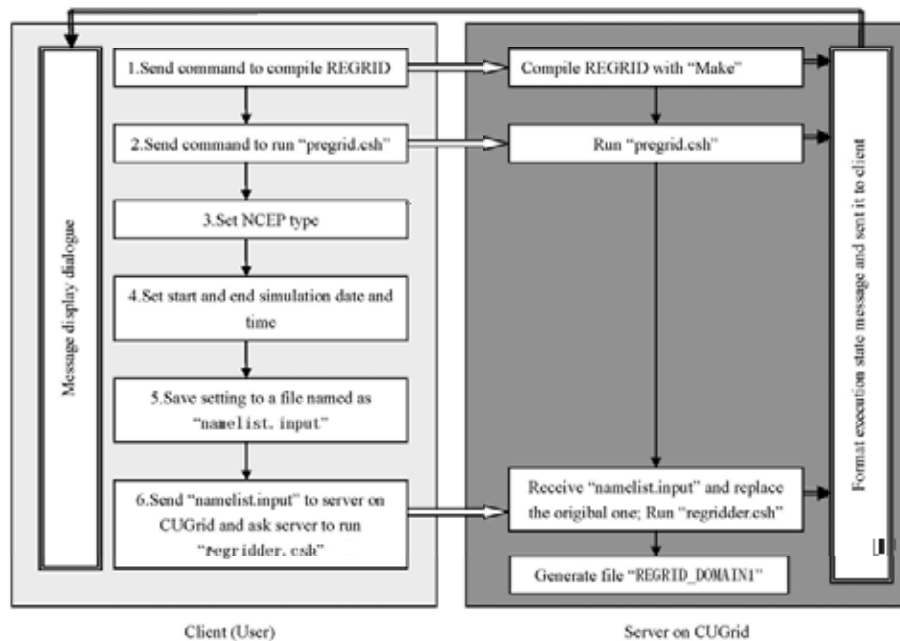 Message display dialogue
1.Send command to compile REGRID
2.Send command to run “pregrid.csh”
3.Set NCEP type
4.Set start and end simulation date and
time
5.Save setting to a file named as
“namelist. input”
6.Send “namelist.input” to server on
CUGrid and ask server to run
“regridder. csh”
Client (User)
Compile REGRID with “Make”
Run “pregrid.csh”
Receive “namelist.input” and replace
the origibal one; Run “regridder.csh”
Generate file “REGRID_DOMAIN1”
Format execution state message and sent it to client
Server on CUGrid